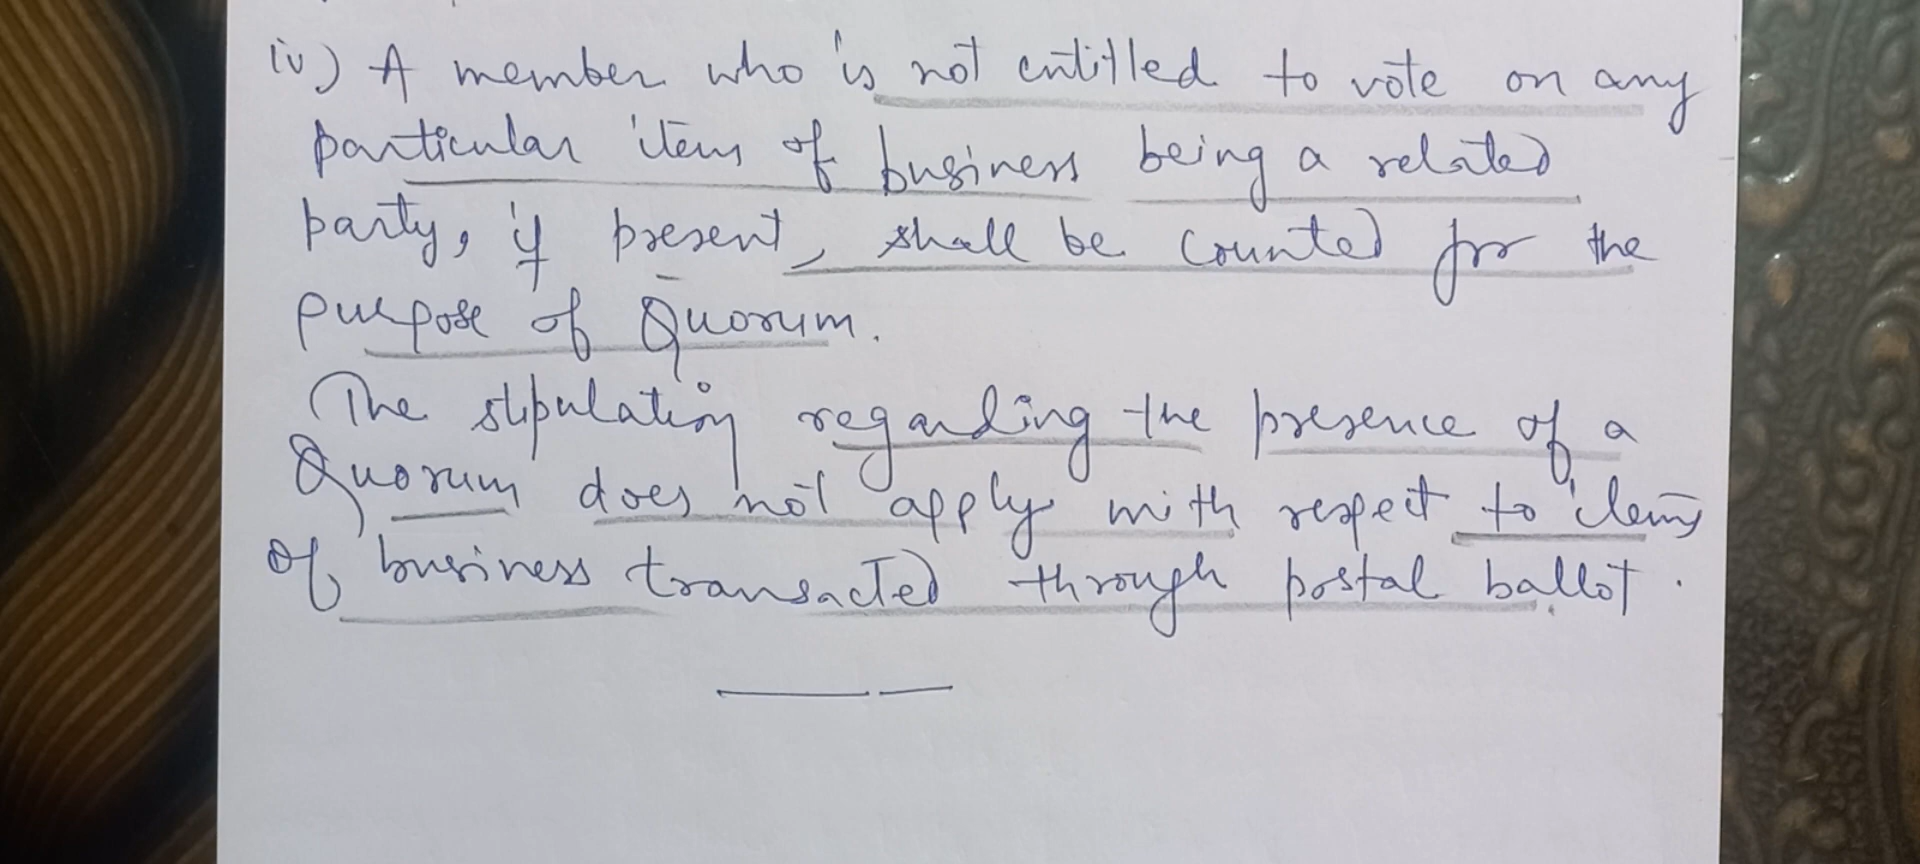 iv) A member who is not entitled to vote on any
particular item of business being a related
party, if present, shall be counted for the
purpose of Quorum.
The stipulation regarding the presence of a
Quorum does not apply with respect to items
of business transacted through postal ballot.